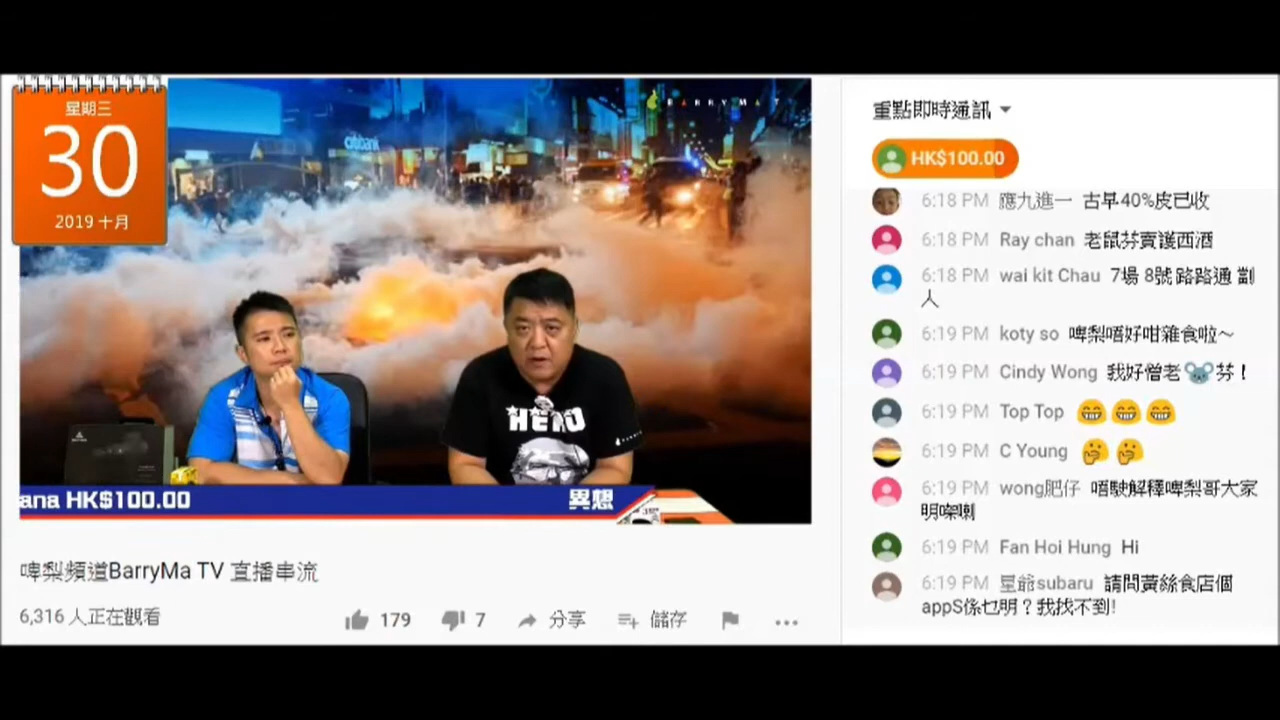 星期三
30
2019 十月
citibank
BARRYMA T
HERO
ana HK$100.00
異想
啤梨頻道BarryMa TV 直播串流
6,316 人正在觀看
179
7
分享
儲存
重點即時通訊
HK$100.00
6:18 PM 應九進一 古早40%皮已收
6:18 PM Ray chan 老鼠芬賣護西酒
6:18 PM wai kit Chau 7場 8號 路路通 劏
人
6:19 PM koty so 啤梨唔好咁雜食啦～
6:19 PM Cindy Wong 我好憎老🐭芬！
6:19 PM Top Top 😁😁😁
6:19 PM C Young 🤔🤔
6:19 PM wong肥仔 唔駛解釋啤梨哥大家
明㗎喇
6:19 PM Fan Hoi Hung Hi
6:19 PM 星爺subaru 請問黃絲食店個
appS係乜明？我找不到!